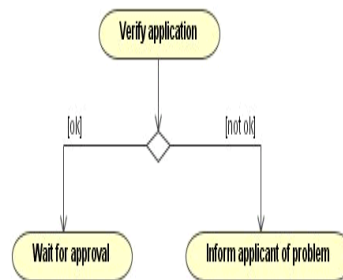 Verify application
[ok]
[not ok]
Wait for approval
Inform applicant of problem